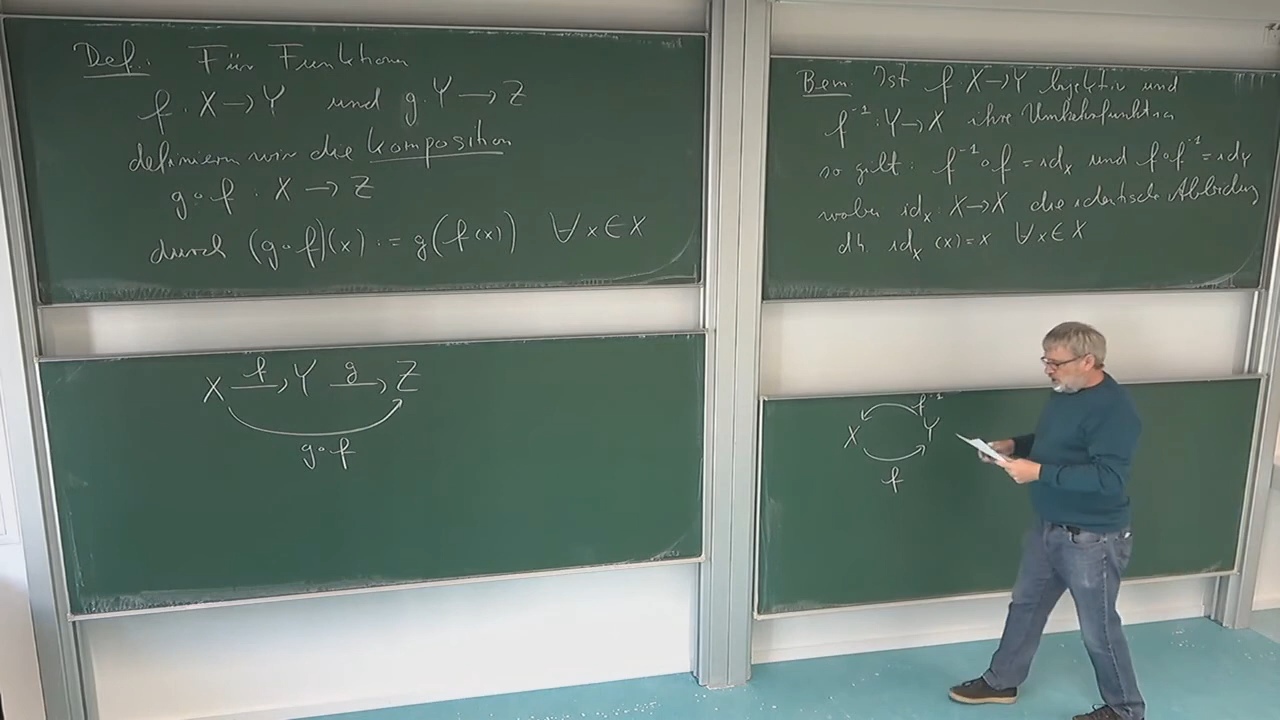 Def.: Für Funktionen
f : X → Y und g : Y → Z
definieren wir die Komposition
g∘f : X → Z
durch (g∘f)(x) := g(f(x)) ∀x∈X
X f→ Y g→ Z
g∘f
Bem. Ist f : X → Y bijektiv und
f⁻¹ : Y → X ihre Umkehrfunktion
so gilt: f⁻¹∘f = id_X und f∘f⁻¹ = id_Y
wobei id_X : X → X die identische Abbildung
dh. id_X (x) = x ∀x∈X
f⁻¹
X Y
f